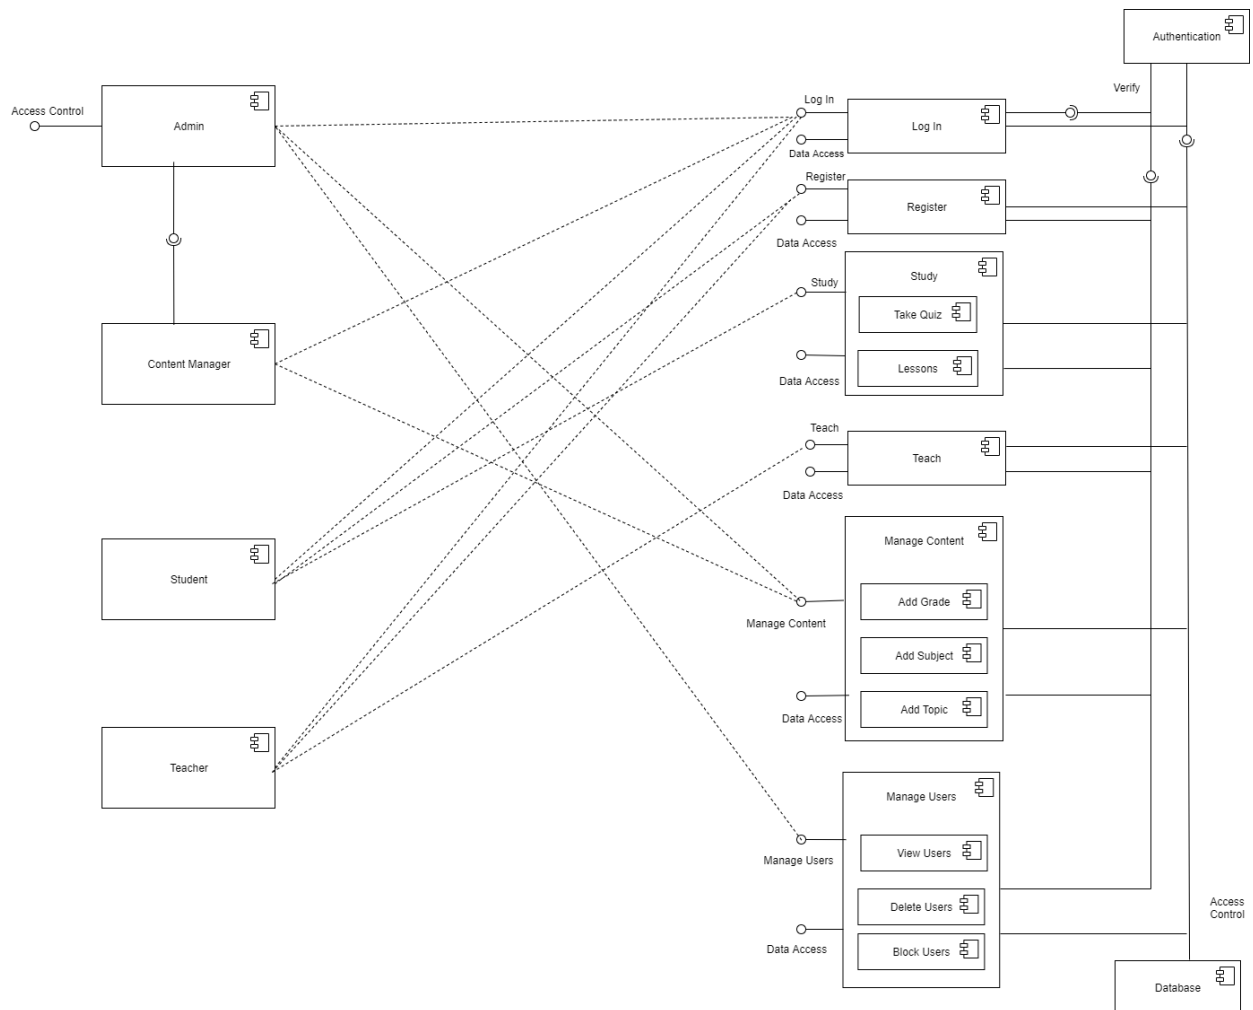 Authentication
Verify
Access Control
Admin
Log In
Log In
Data Access
Register
Register
Data Access
Study
Study
Take Quiz
Data Access
Lessons
Content Manager
Teach
Teach
Data Access
Manage Content
Student
Add Grade
Manage Content
Add Subject
Add Topic
Data Access
Teacher
Manage Users
View Users
Manage Users
Delete Users
Access
Control
Data Access
Block Users
Database